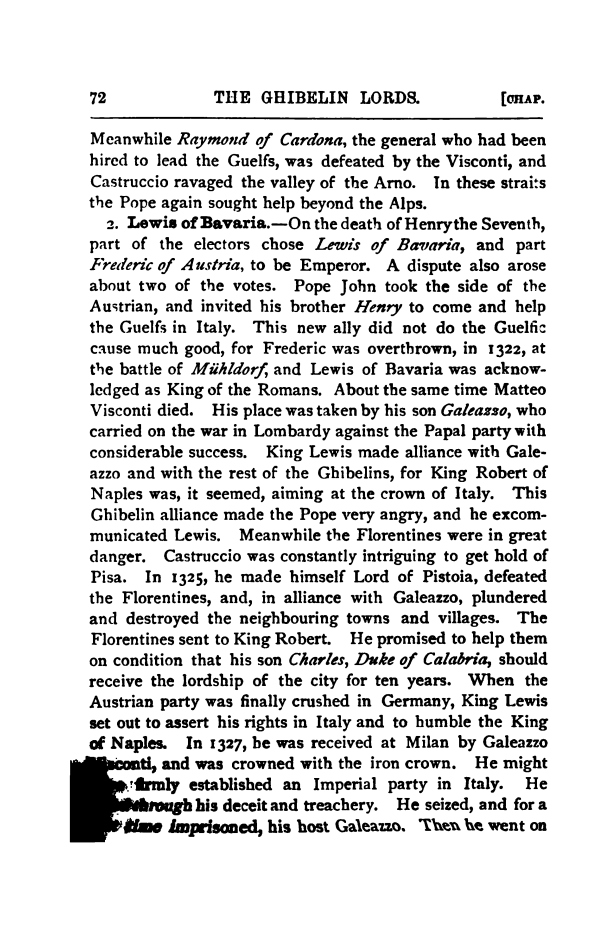 72 THE GHIBELIN LORDS. [CHAP.
Meanwhile Raymond of Cardona, the general who had been
hired to lead the Guelfs, was defeated by the Visconti, and
Castruccio ravaged the valley of the Arno. In these straits
the Pope again sought help beyond the Alps.
2. Lewis of Bavaria.—On the death of Henry the Seventh,
part of the electors chose Lewis of Bavaria, and part
Frederic of Austria, to be Emperor. A dispute also arose
about two of the votes. Pope John took the side of the
Austrian, and invited his brother Henry to come and help
the Guelfs in Italy. This new ally did not do the Guelfic
cause much good, for Frederic was overthrown, in 1322, at
the battle of Mühldorf, and Lewis of Bavaria was acknow-
ledged as King of the Romans. About the same time Matteo
Visconti died. His place was taken by his son Galeazzo, who
carried on the war in Lombardy against the Papal party with
considerable success. King Lewis made alliance with Gale-
azzo and with the rest of the Ghibelins, for King Robert of
Naples was, it seemed, aiming at the crown of Italy. This
Ghibelin alliance made the Pope very angry, and he excom-
municated Lewis. Meanwhile the Florentines were in great
danger. Castruccio was constantly intriguing to get hold of
Pisa. In 1325, he made himself Lord of Pistoia, defeated
the Florentines, and, in alliance with Galeazzo, plundered
and destroyed the neighbouring towns and villages. The
Florentines sent to King Robert. He promised to help them
on condition that his son Charles, Duke of Calabria, should
receive the lordship of the city for ten years. When the
Austrian party was finally crushed in Germany, King Lewis
set out to assert his rights in Italy and to humble the King
of Naples. In 1327, he was received at Milan by Galeazzo
Visconti, and was crowned with the iron crown. He might
firmly established an Imperial party in Italy. He
through his deceit and treachery. He seized, and for a
time imprisoned, his host Galeazzo. Then he went on